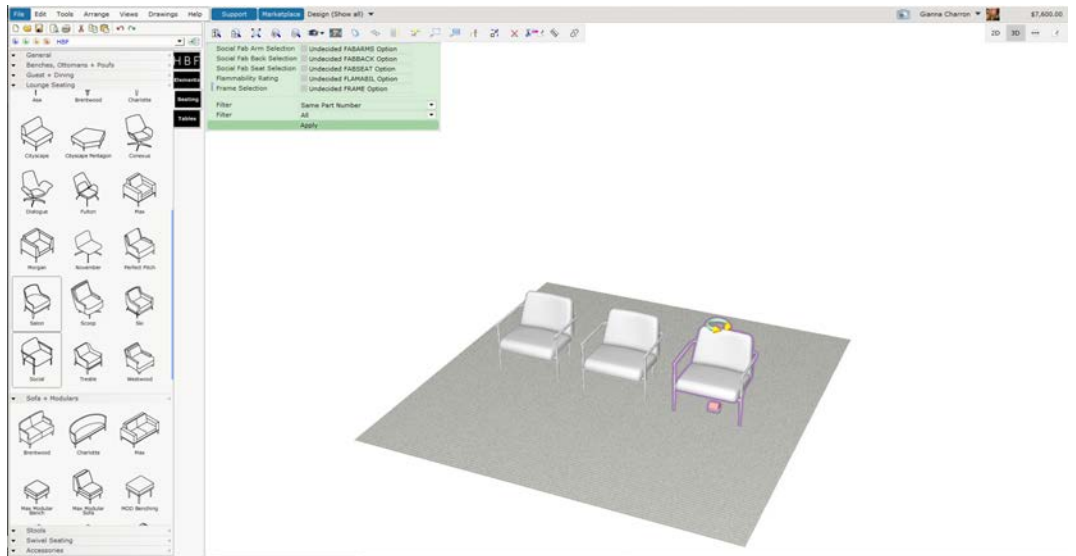 File Edit Tools Arrange Views Drawings Help Support Marketplace Design (Show all) Gianna Charron $7,600.00
HBF
2D 3D
General
Benches, Ottomans + Poufs
Guest + Dining
Lounge Seating
Axe Brentwood Charlotte
Cityscape Cityscape Pentagon Conexus
Dialogue Fulton Max
Morgan November Perfect Pitch
Salon Scoop Ski
Social Treble Westwood
Sofa + Modulars
Brentwood Charlotte Max
Max Modular Bench Max Modular Sofa MOD Benching
Stools
Swivel Seating
Accessories
HBF
Elements
Seating
Tables
Social Fab Arm Selection Undecided FABARMS Option
Social Fab Back Selection Undecided FABBACK Option
Social Fab Seat Selection Undecided FABSEAT Option
Flammability Rating Undecided FLAMABIL Option
Frame Selection Undecided FRAME Option
Filter Same Part Number
Filter All
Apply